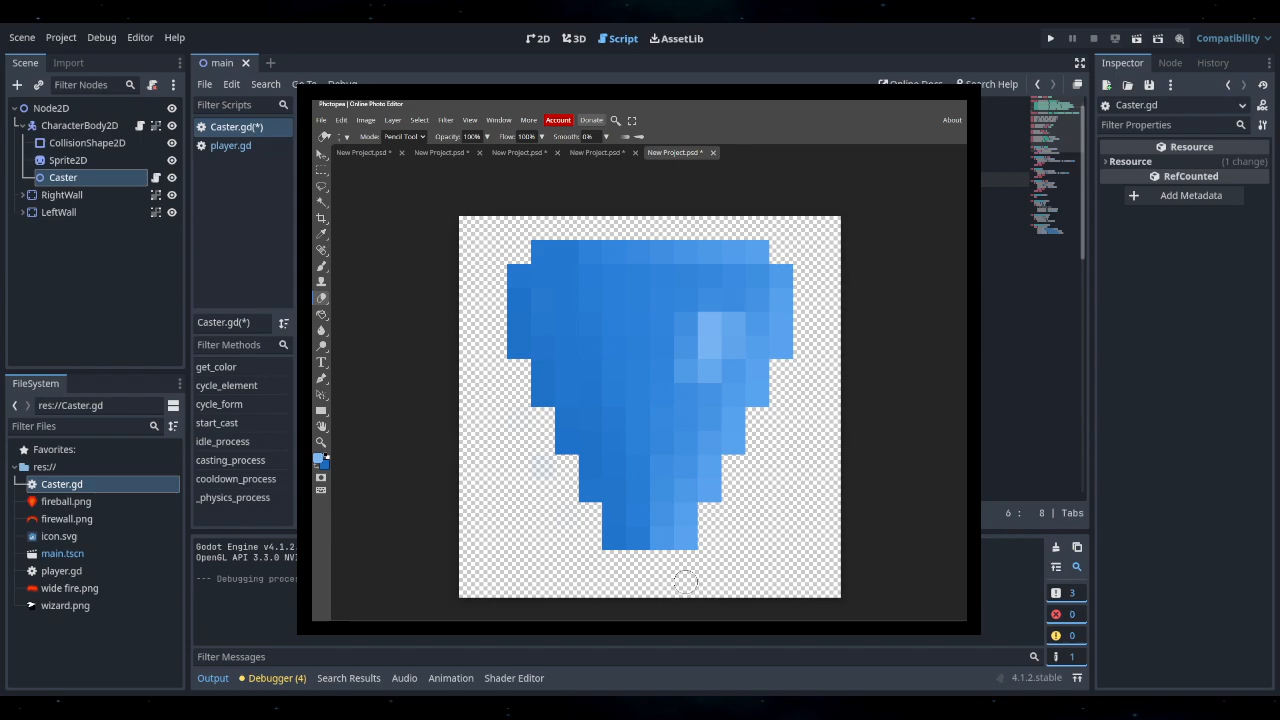 Scene Project Debug Editor Help
2D 3D Script AssetLib
Compatibility
Scene Import
Filter Nodes
Node2D
CharacterBody2D
CollisionShape2D
Sprite2D
Caster
RightWall
LeftWall
FileSystem
res://Caster.gd
Filter Files
Favorites:
res://
Caster.gd
fireball.png
firewall.png
icon.svg
main.tscn
player.gd
wide fire.png
wizard.png
main
File Edit Search Go To Debug
Online Docs Search Help
Filter Scripts
Caster.gd(*)
player.gd
Caster.gd(*)
Filter Methods
get_color
cycle_element
cycle_form
start_cast
idle_process
casting_process
cooldown_process
_physics_process
Photopea | Online Photo Editor
File Edit Image Layer Select Filter View Window More Account Donate
About
Mode: Pencil Tool Opacity: 100% Flow: 100% Smooth: 0%
New Project.psd * New Project.psd * New Project.psd * New Project.psd * New Project.psd *
6 : 8 | Tabs
Godot Engine v4.1.2.
OpenGL API 3.3.0 NVI
--- Debugging proces
3
0
0
1
Filter Messages
Output Debugger (4) Search Results Audio Animation Shader Editor
4.1.2.stable
Inspector Node History
Caster.gd
Filter Properties
Resource
Resource (1 change)
RefCounted
Add Metadata